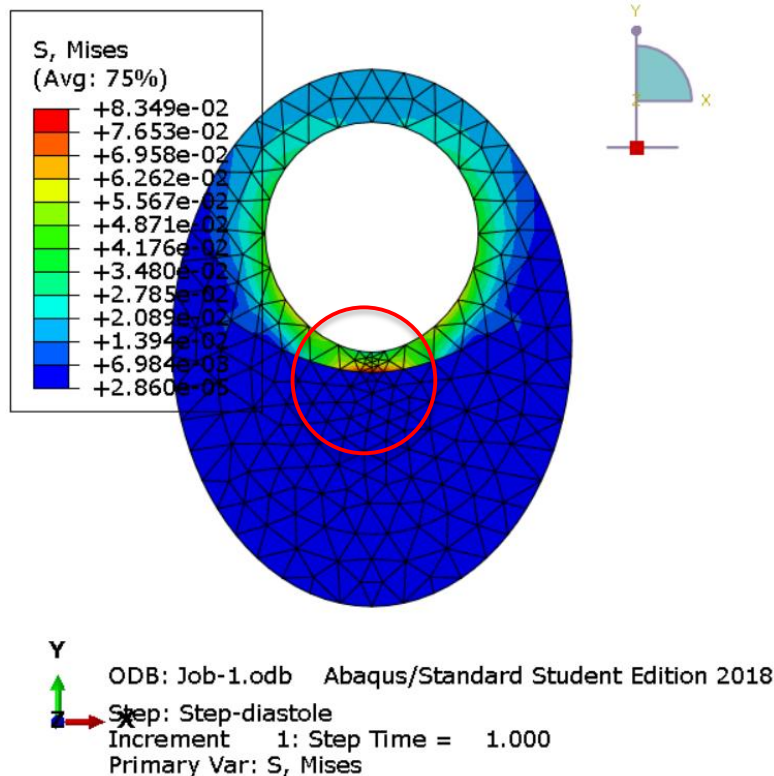 S, Mises
(Avg: 75%)
+8.349e-02
+7.653e-02
+6.958e-02
+6.262e-02
+5.567e-02
+4.871e-02
+4.176e-02
+3.480e-02
+2.785e-02
+2.089e-02
+1.394e-02
+6.984e-03
+2.860e-05
Y
Z
X
Y
Z
X
ODB: Job-1.odb Abaqus/Standard Student Edition 2018
Step: Step-diastole
Increment 1: Step Time = 1.000
Primary Var: S, Mises